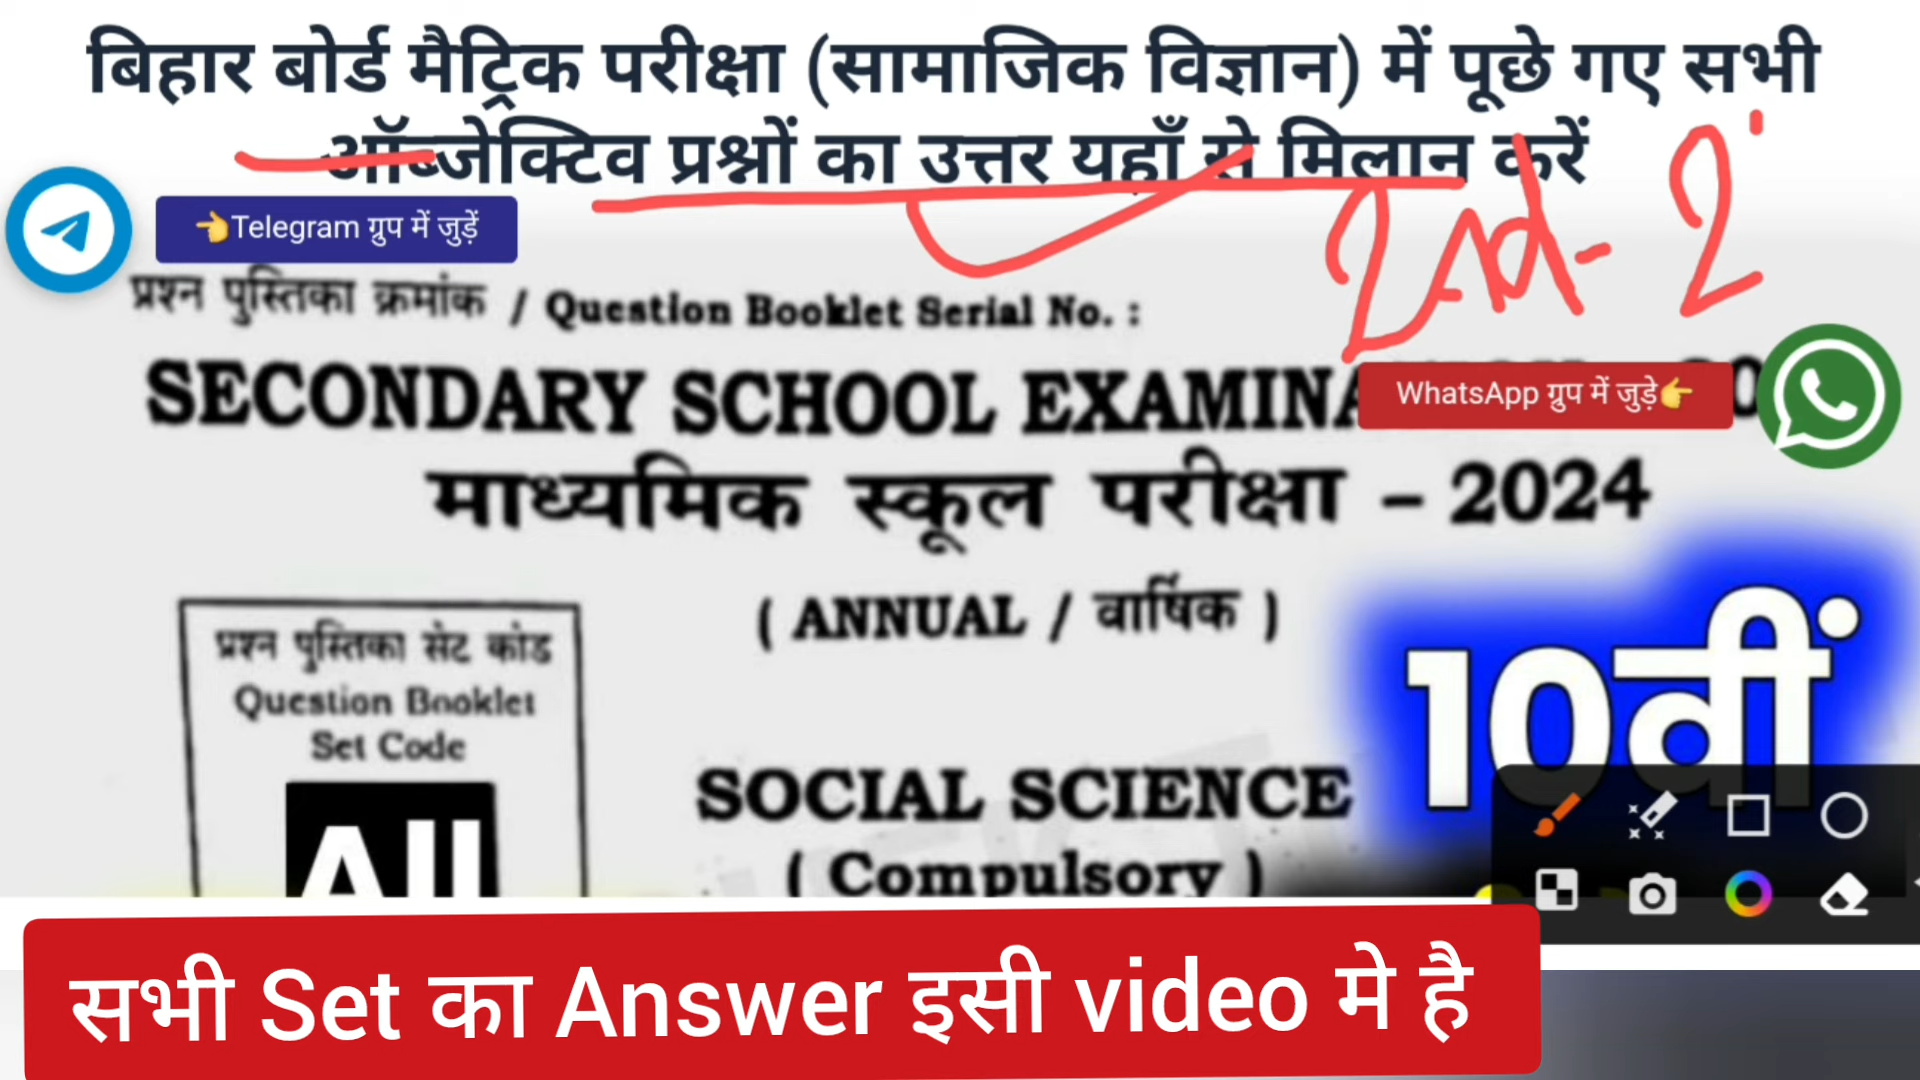 बिहार बोर्ड मैट्रिक परीक्षा (सामाजिक विज्ञान) में पूछे गए सभी
ऑब्जेक्टिव प्रश्नों का उत्तर यहाँ से मिलान करें
👈Telegram ग्रुप में जुड़ें
2nd - 2
प्रश्न पुस्तिका क्रमांक / Question Booklet Serial No. :
SECONDARY SCHOOL
WhatsApp ग्रुप में जुड़े👉
माध्यमिक स्कूल परीक्षा – 2024
( ANNUAL / वार्षिक )
प्रश्न पुस्तिका सेट कोड
Question Booklet
Set Code
All
10वीं
SOCIAL SCIENCE
( Compulsory )
सभी Set का Answer इसी video मे है